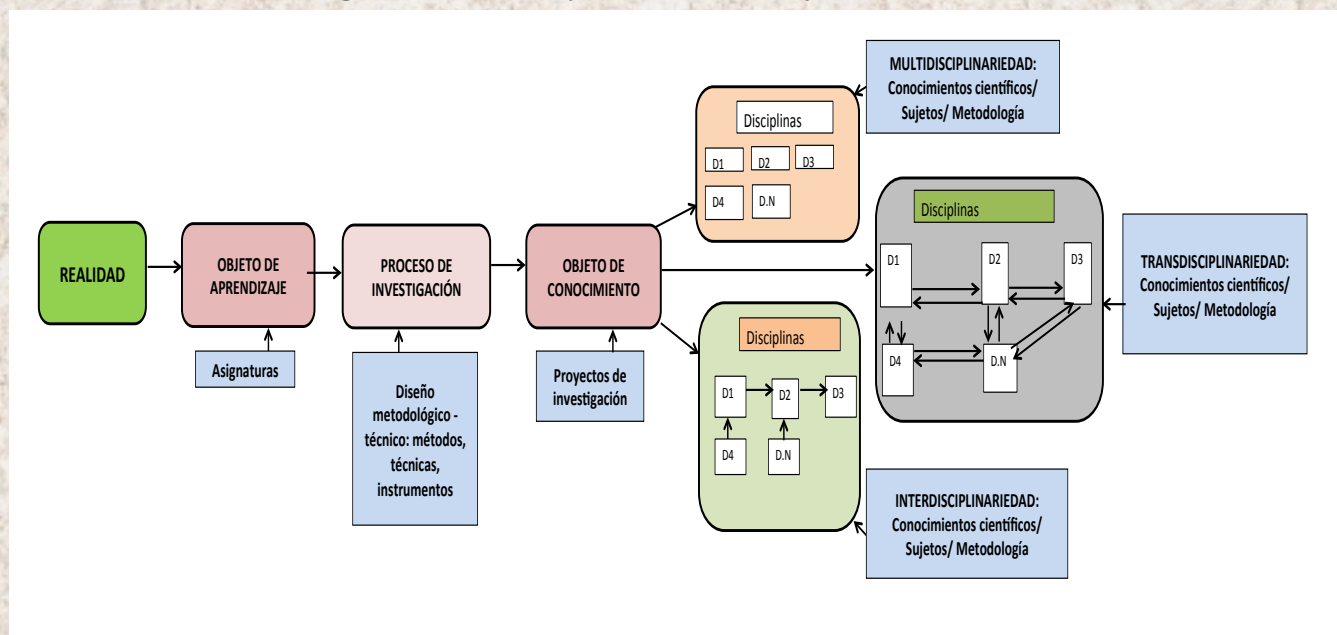 REALIDAD
OBJETO DE
APRENDIZAJE
Asignaturas
PROCESO DE
INVESTIGACIÓN
Diseño
metodológico -
técnico: métodos,
técnicas,
instrumentos
OBJETO DE
CONOCIMIENTO
Proyectos de
investigación
MULTIDISCIPLINARIEDAD:
Conocimientos científicos/
Sujetos/ Metodología
Disciplinas
D1
D2
D3
D4
D.N
Disciplinas
D1
D2
D3
D4
D.N
TRANSDISCIPLINARIEDAD:
Conocimientos científicos/
Sujetos/ Metodología
Disciplinas
D1
D2
D3
D4
D.N
INTERDISCIPLINARIEDAD:
Conocimientos científicos/
Sujetos/ Metodología